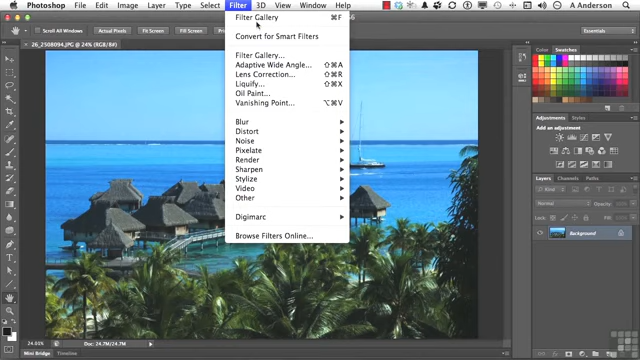 Photoshop File Edit Image Layer Type Select Filter 3D View Window Help A Anderson
Scroll All Windows Actual Pixels Fit Screen Fill Screen Essentials
26_2508094.JPG @ 24% (RGB/8#)
Filter Gallery ⌘F
Convert for Smart Filters
Filter Gallery...
Adaptive Wide Angle... ⇧⌘A
Lens Correction... ⇧⌘R
Liquify... ⇧⌘X
Oil Paint...
Vanishing Point... ⌥⌘V
Blur
Distort
Noise
Pixelate
Render
Sharpen
Stylize
Video
Other
Digimarc
Browse Filters Online...
Color Swatches
Adjustments Styles
Add an adjustment
Layers Channels Paths
Kind
Normal Opacity:
Lock: Fill:
Background
24.01% Doc: 24.7M/24.7M
Mini Bridge Timeline